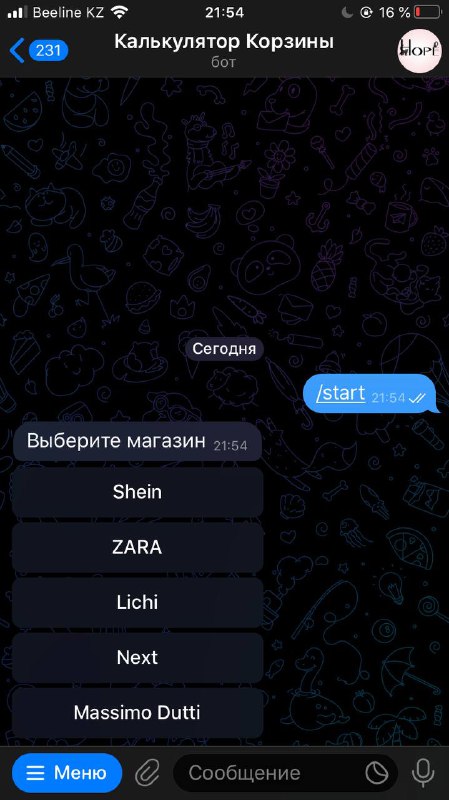 Beeline KZ 21:54 16 %
231 Калькулятор Корзины
бот
Hope
Сегодня
/start 21:54
Выберите магазин 21:54
Shein
ZARA
Lichi
Next
Massimo Dutti
Меню Сообщение